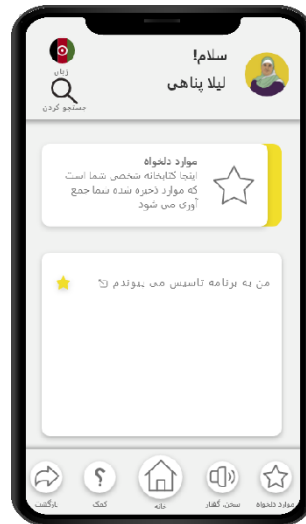 سلام!
لیلا پناهی
زبان
جستجو کردن
موارد دلخواه
اینجا کتابخانه شخصی شما است
که موارد ذخیره شده شما جمع
آوری می شود
من به برنامه تاسیس می پیوندم
موارد دلخواه
سخن، گفتار
خانه
کمک
بازگشت